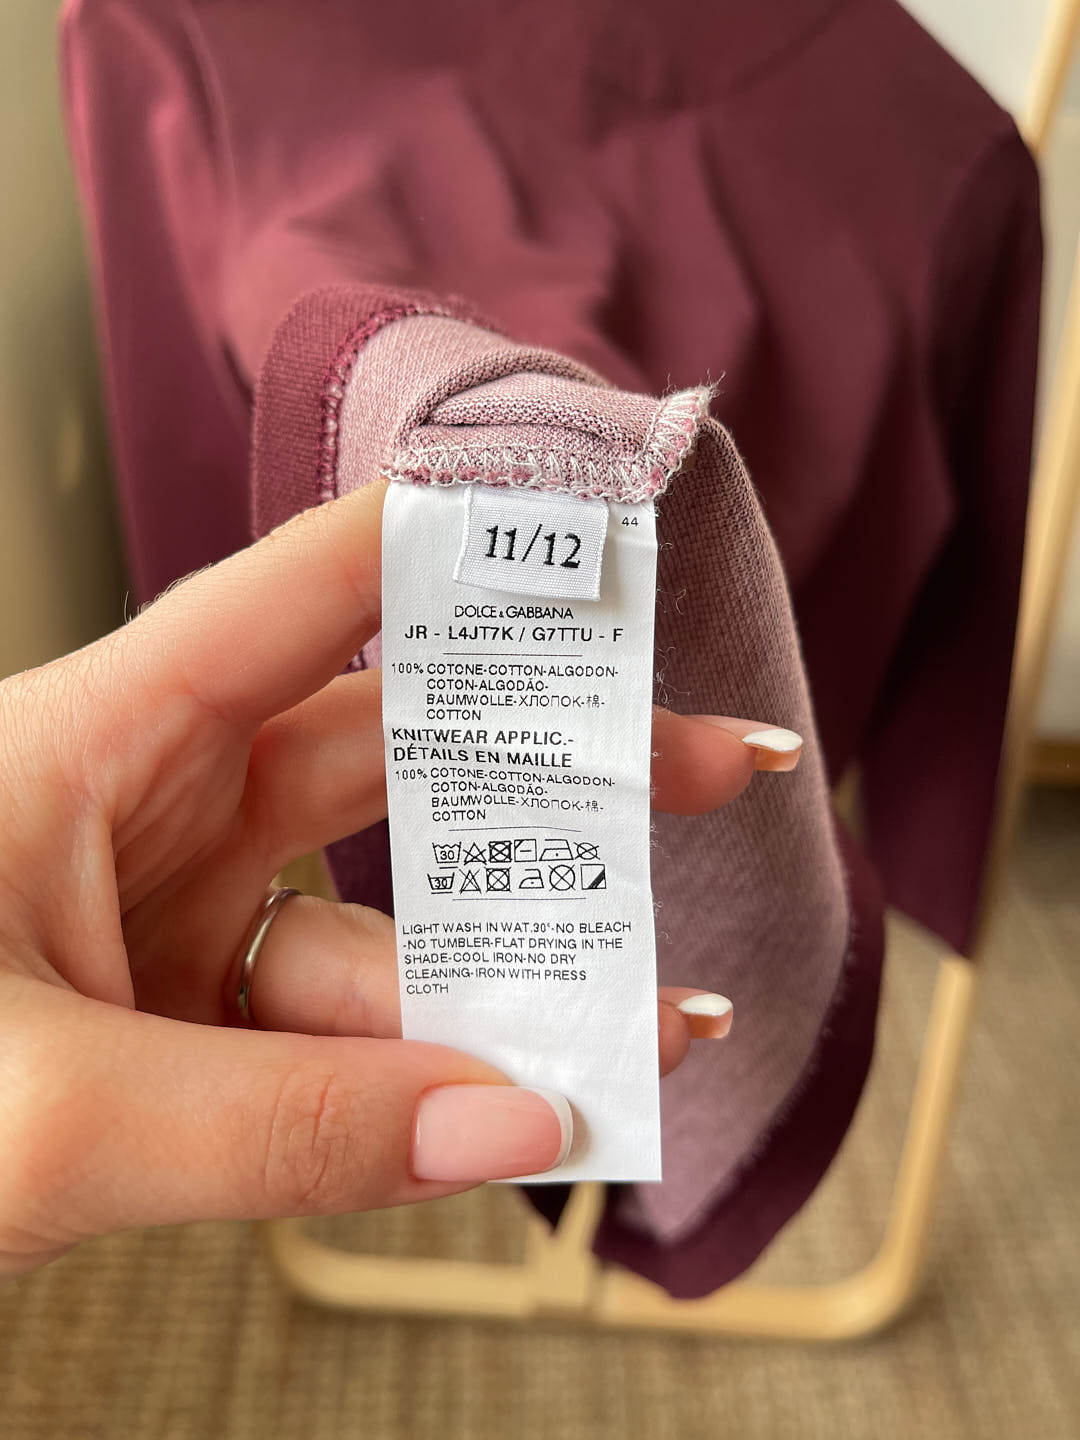 44
11/12
DOLCE & GABBANA
JR - L4JT7K / G7TTU - F
100% COTONE-COTTON-ALGODON-
COTON-ALGODÃO-
BAUMWOLLE-ХЛОПОК-棉-
COTTON
KNITWEAR APPLIC.-
DÉTAILS EN MAILLE
100% COTONE-COTTON-ALGODON-
COTON-ALGODÃO-
BAUMWOLLE-ХЛОПОК-棉-
COTTON
30
30
LIGHT WASH IN WAT.30°-NO BLEACH
-NO TUMBLER-FLAT DRYING IN THE
SHADE-COOL IRON-NO DRY
CLEANING-IRON WITH PRESS
CLOTH